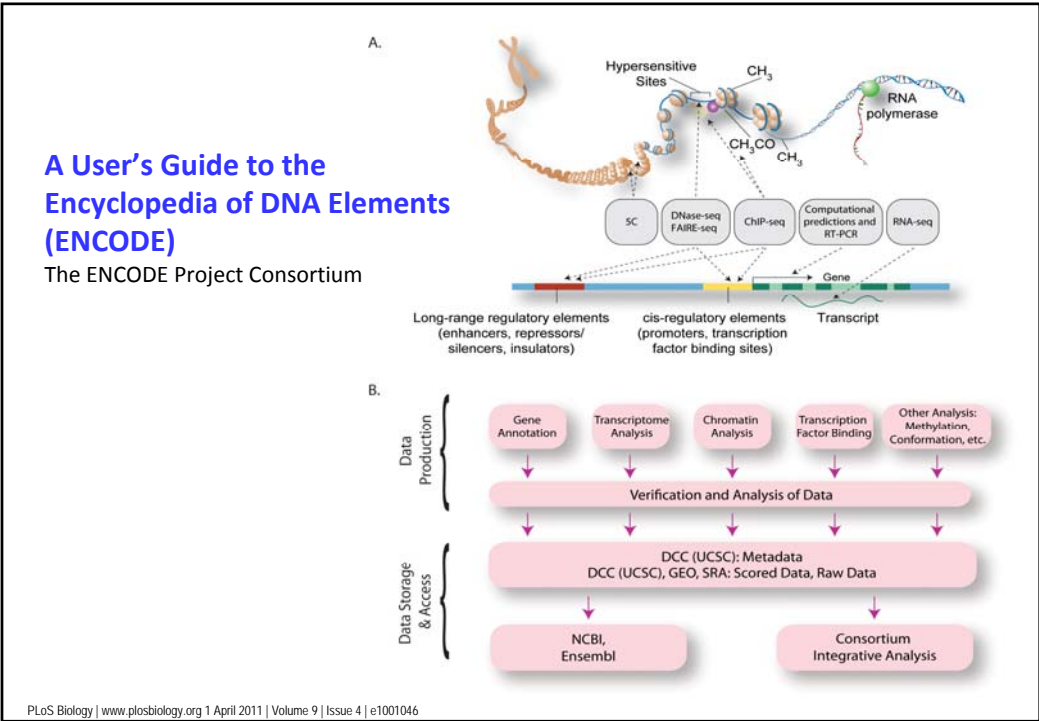 A User's Guide to the
Encyclopedia of DNA Elements
(ENCODE)
The ENCODE Project Consortium
A.
Hypersensitive
Sites
CH3
RNA
polymerase
CH3CO
CH3
5C
DNase-seq
FAIRE-seq
ChIP-seq
Computational
predictions and
RT-PCR
RNA-seq
Gene
Long-range regulatory elements
(enhancers, repressors/
silencers, insulators)
cis-regulatory elements
(promoters, transcription
factor binding sites)
Transcript
B.
Data
Production
Gene
Annotation
Transcriptome
Analysis
Chromatin
Analysis
Transcription
Factor Binding
Other Analysis:
Methylation,
Conformation, etc.
Verification and Analysis of Data
Data Storage
& Access
DCC (UCSC): Metadata
DCC (UCSC), GEO, SRA: Scored Data, Raw Data
NCBI,
Ensembl
Consortium
Integrative Analysis
PLoS Biology | www.plosbiology.org 1 April 2011 | Volume 9 | Issue 4 | e1001046